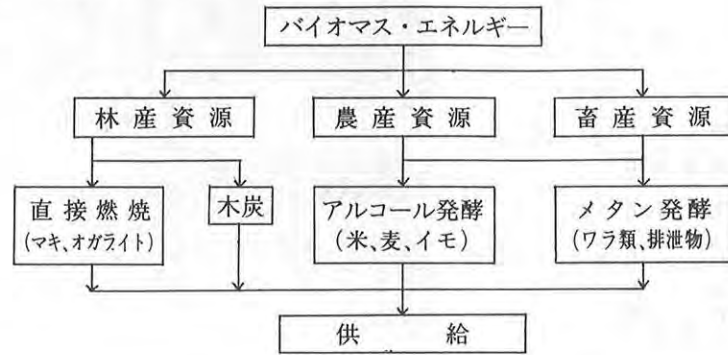 バイオマス・エネルギー
林産資源
農産資源
畜産資源
直接燃焼
(マキ、オガライト)
木炭
アルコール発酵
(米、麦、イモ)
メタン発酵
(ワラ類、排泄物)
供給